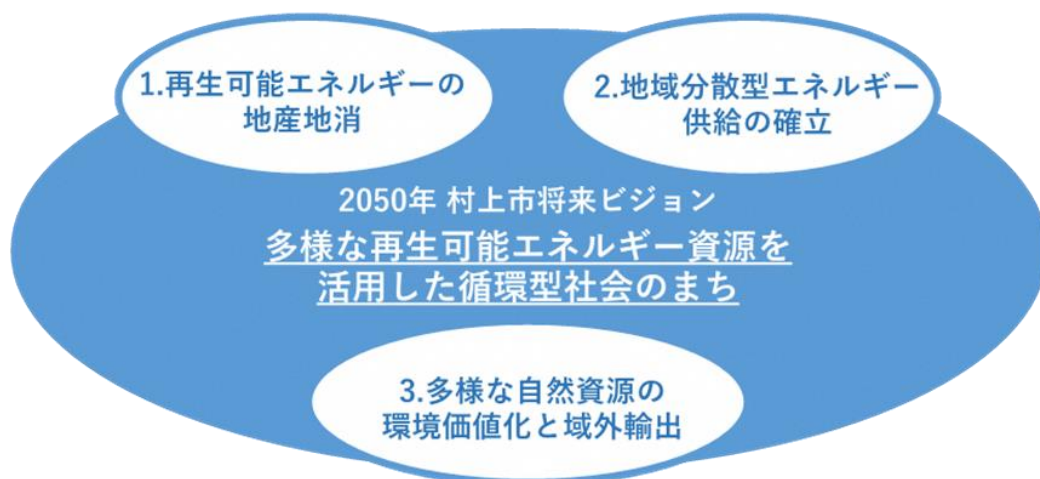 1.再生可能エネルギーの
地産地消
2.地域分散型エネルギー
供給の確立
2050年 村上市将来ビジョン
多様な再生可能エネルギー資源を
活用した循環型社会のまち
3.多様な自然資源の
環境価値化と域外輸出